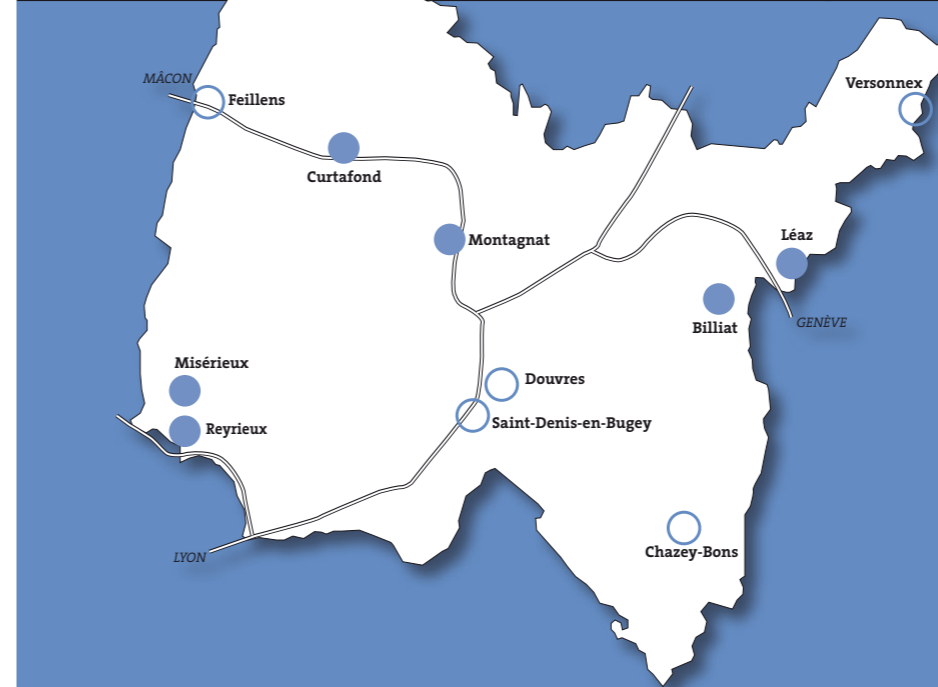 MÂCON
Versonnex
Feillens
Curtafond
Montagnat
Léaz
GENÈVE
Billiat
Misérieux
Douvres
Saint-Denis-en-Bugey
Reyrieux
Chazey-Bons
LYON